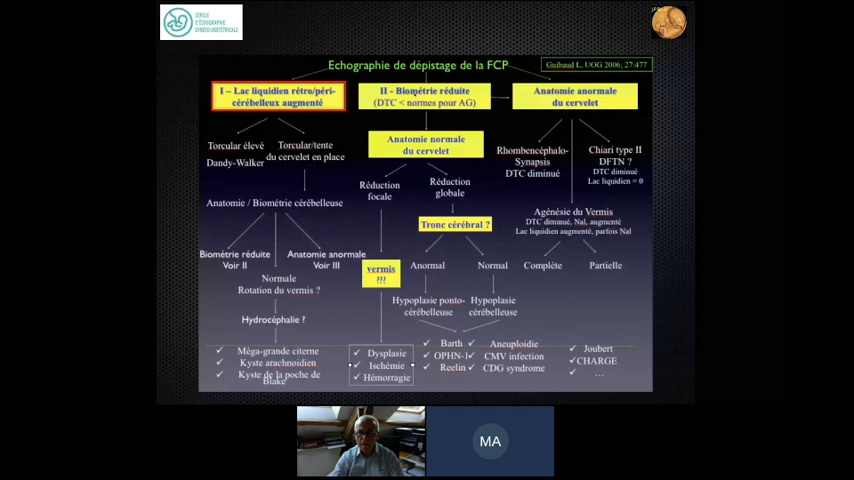 CERCLE
D'ÉCHOGRAPHIE
GYNÉCO-OBSTÉTRICALE
Echographie de dépistage de la FCP
Guibaud L, UOG 2006; 27:477
I – Lac liquidien rétro/péri-
cérébelleux augmenté
II - Biométrie réduite
(DTC < normes pour AG)
Anatomie anormale
du cervelet
Anatomie normale
du cervelet
Torcular élevé
Dandy-Walker
Torcular/tente
du cervelet en place
Rhombencéphalo-
Synapsis
DTC diminué
Chiari type II
DFTN ?
DTC diminué
Lac liquidien = 0
Réduction
focale
Réduction
globale
Anatomie / Biométrie cérébelleuse
Agénésie du Vermis
DTC diminué, Nal, augmenté
Lac liquidien augmenté, parfois Nal
Tronc cérébral ?
Biométrie réduite
Voir II
Anatomie anormale
Voir III
vermis
???
Anormal
Normal
Complète
Partielle
Normale
Rotation du vermis ?
Hypoplasie ponto-
cérébelleuse
Hypoplasie
cérébelleuse
Hydrocéphalie ?
✓ Méga-grande citerne
✓ Kyste arachnoidien
✓ Kyste de la poche de
Blake
✓ Dysplasie
✓ Ischèmie
✓ Hémorragie
✓ Barth
✓ OPHN-1
✓ Reelin
✓ Aneuploidie
✓ CMV infection
✓ CDG syndrome
✓ Joubert
✓ CHARGE
✓ ...
MA